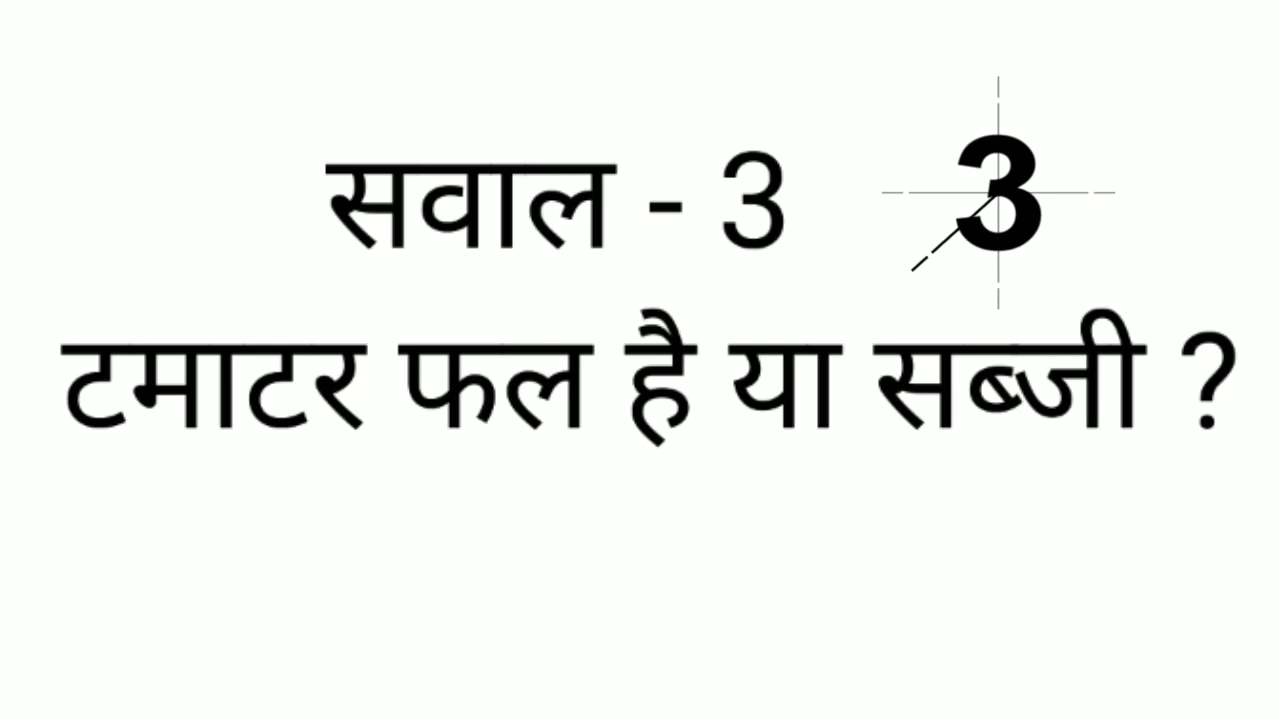 सवाल - 3 3
टमाटर फल है या सब्जी ?